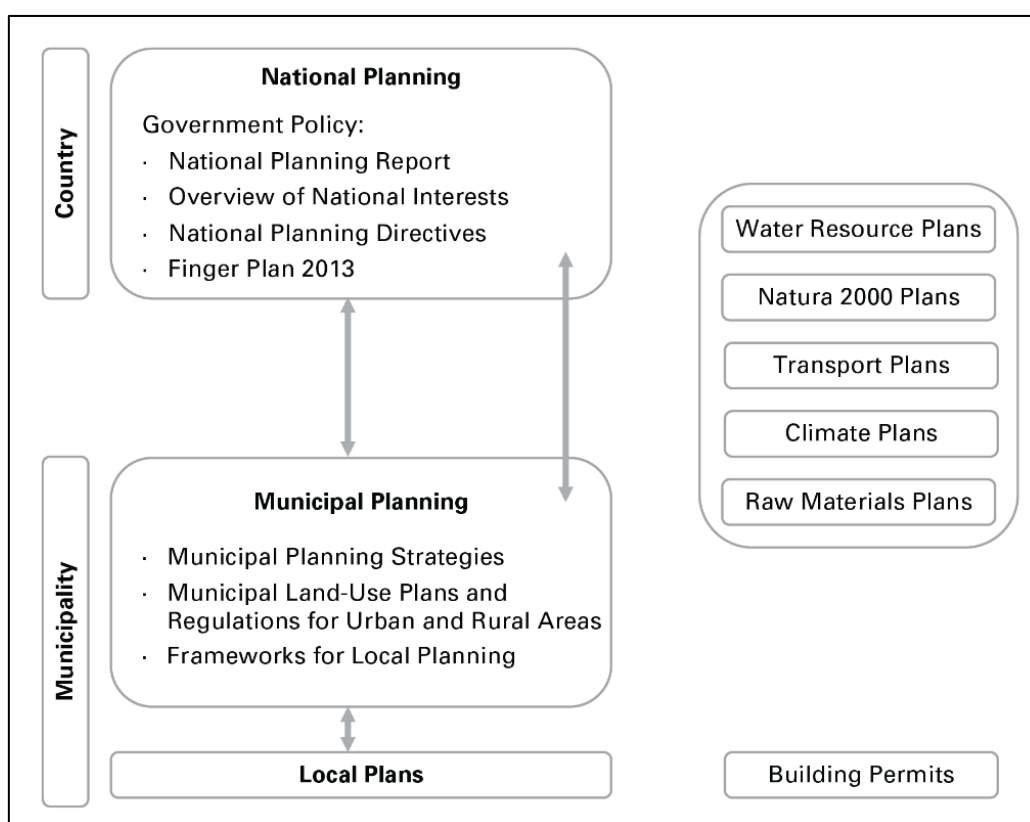 Country
National Planning
Government Policy:
· National Planning Report
· Overview of National Interests
· National Planning Directives
· Finger Plan 2013
Municipality
Municipal Planning
· Municipal Planning Strategies
· Municipal Land-Use Plans and
Regulations for Urban and Rural Areas
· Frameworks for Local Planning
Local Plans
Water Resource Plans
Natura 2000 Plans
Transport Plans
Climate Plans
Raw Materials Plans
Building Permits